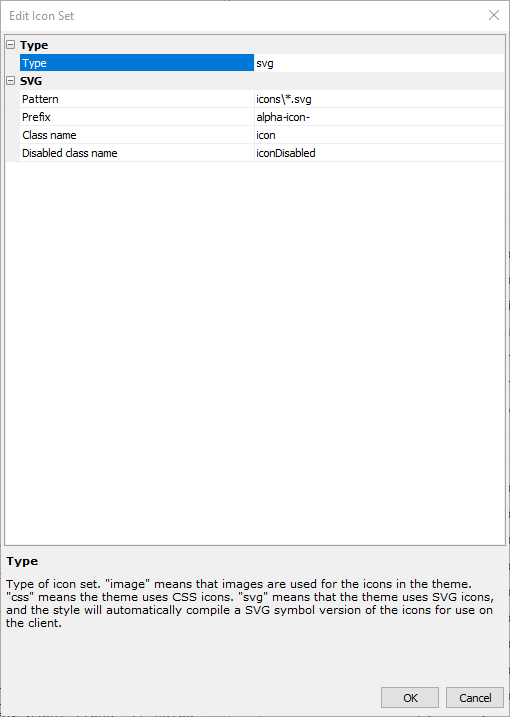 Edit Icon Set
Type
Type svg
SVG
Pattern icons\*.svg
Prefix alpha-icon-
Class name icon
Disabled class name iconDisabled
Type
Type of icon set. "image" means that images are used for the icons in the theme.
"css" means the theme uses CSS icons. "svg" means that the theme uses SVG icons,
and the style will automatically compile a SVG symbol version of the icons for use on
the client.
OK Cancel